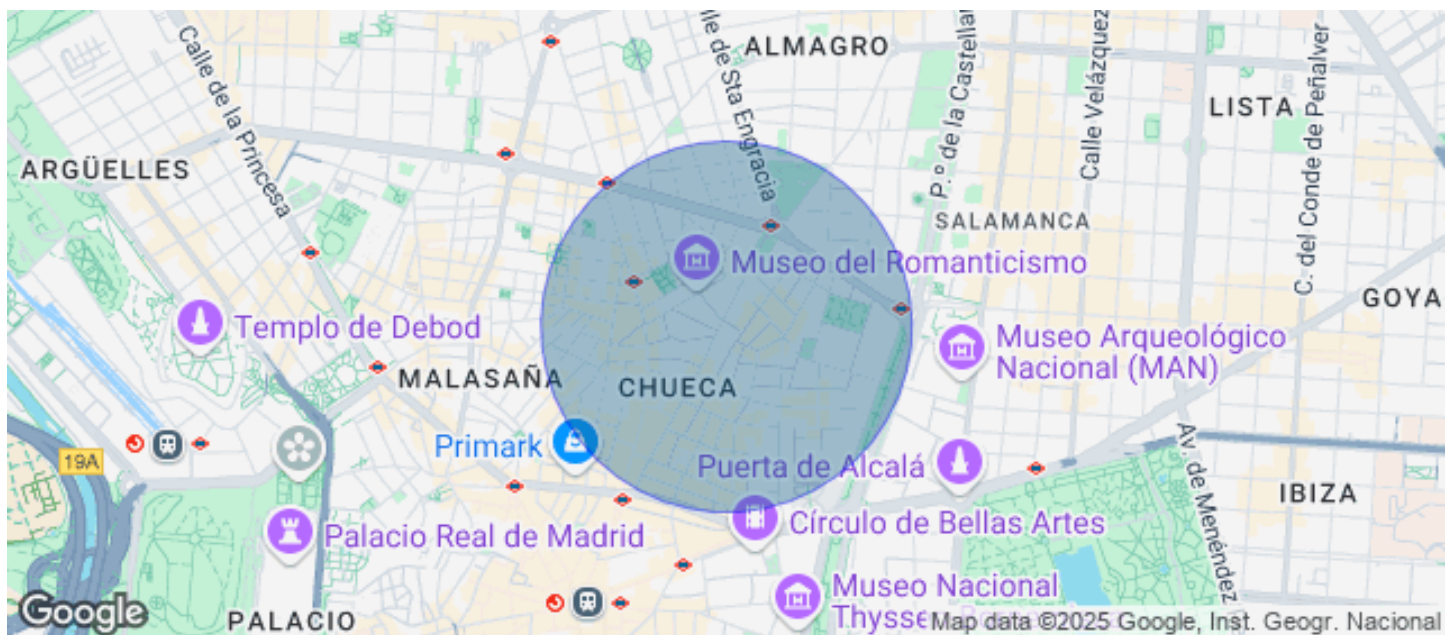 Calle de la Princesa
lle de Sta Engracia
ALMAGRO
P.º de la Castellan
Calle Velázquez
LISTA
C. del Conde de Peñalver
ARGÜELLES
SALAMANCA
Museo del Romanticismo
GOYA
Templo de Debod
Museo Arqueológico
Nacional (MAN)
MALASAÑA
CHUECA
Primark
Puerta de Alcalá
19A
Av. de Menéndez
IBIZA
Palacio Real de Madrid
Círculo de Bellas Artes
Museo Nacional
Thysse
Google
PALACIO
Map data ©2025 Google, Inst. Geogr. Nacional